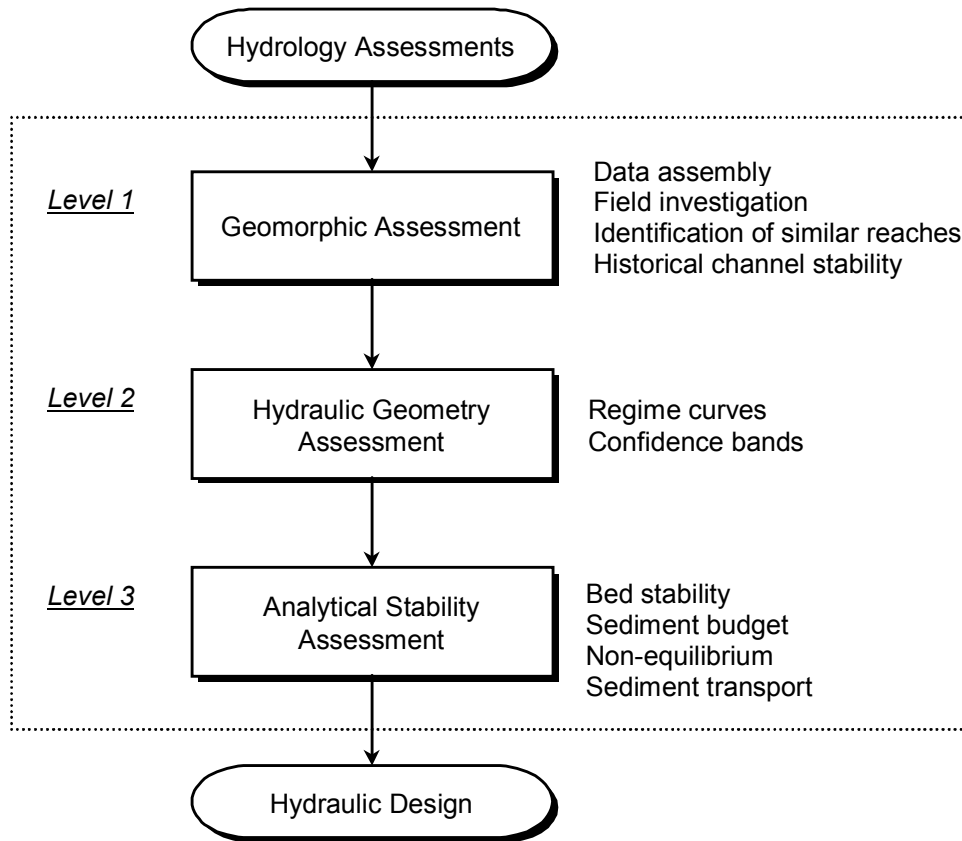 Hydrology Assessments
Level 1
Geomorphic Assessment
Data assembly
Field investigation
Identification of similar reaches
Historical channel stability
Level 2
Hydraulic Geometry
Assessment
Regime curves
Confidence bands
Level 3
Analytical Stability
Assessment
Bed stability
Sediment budget
Non-equilibrium
Sediment transport
Hydraulic Design